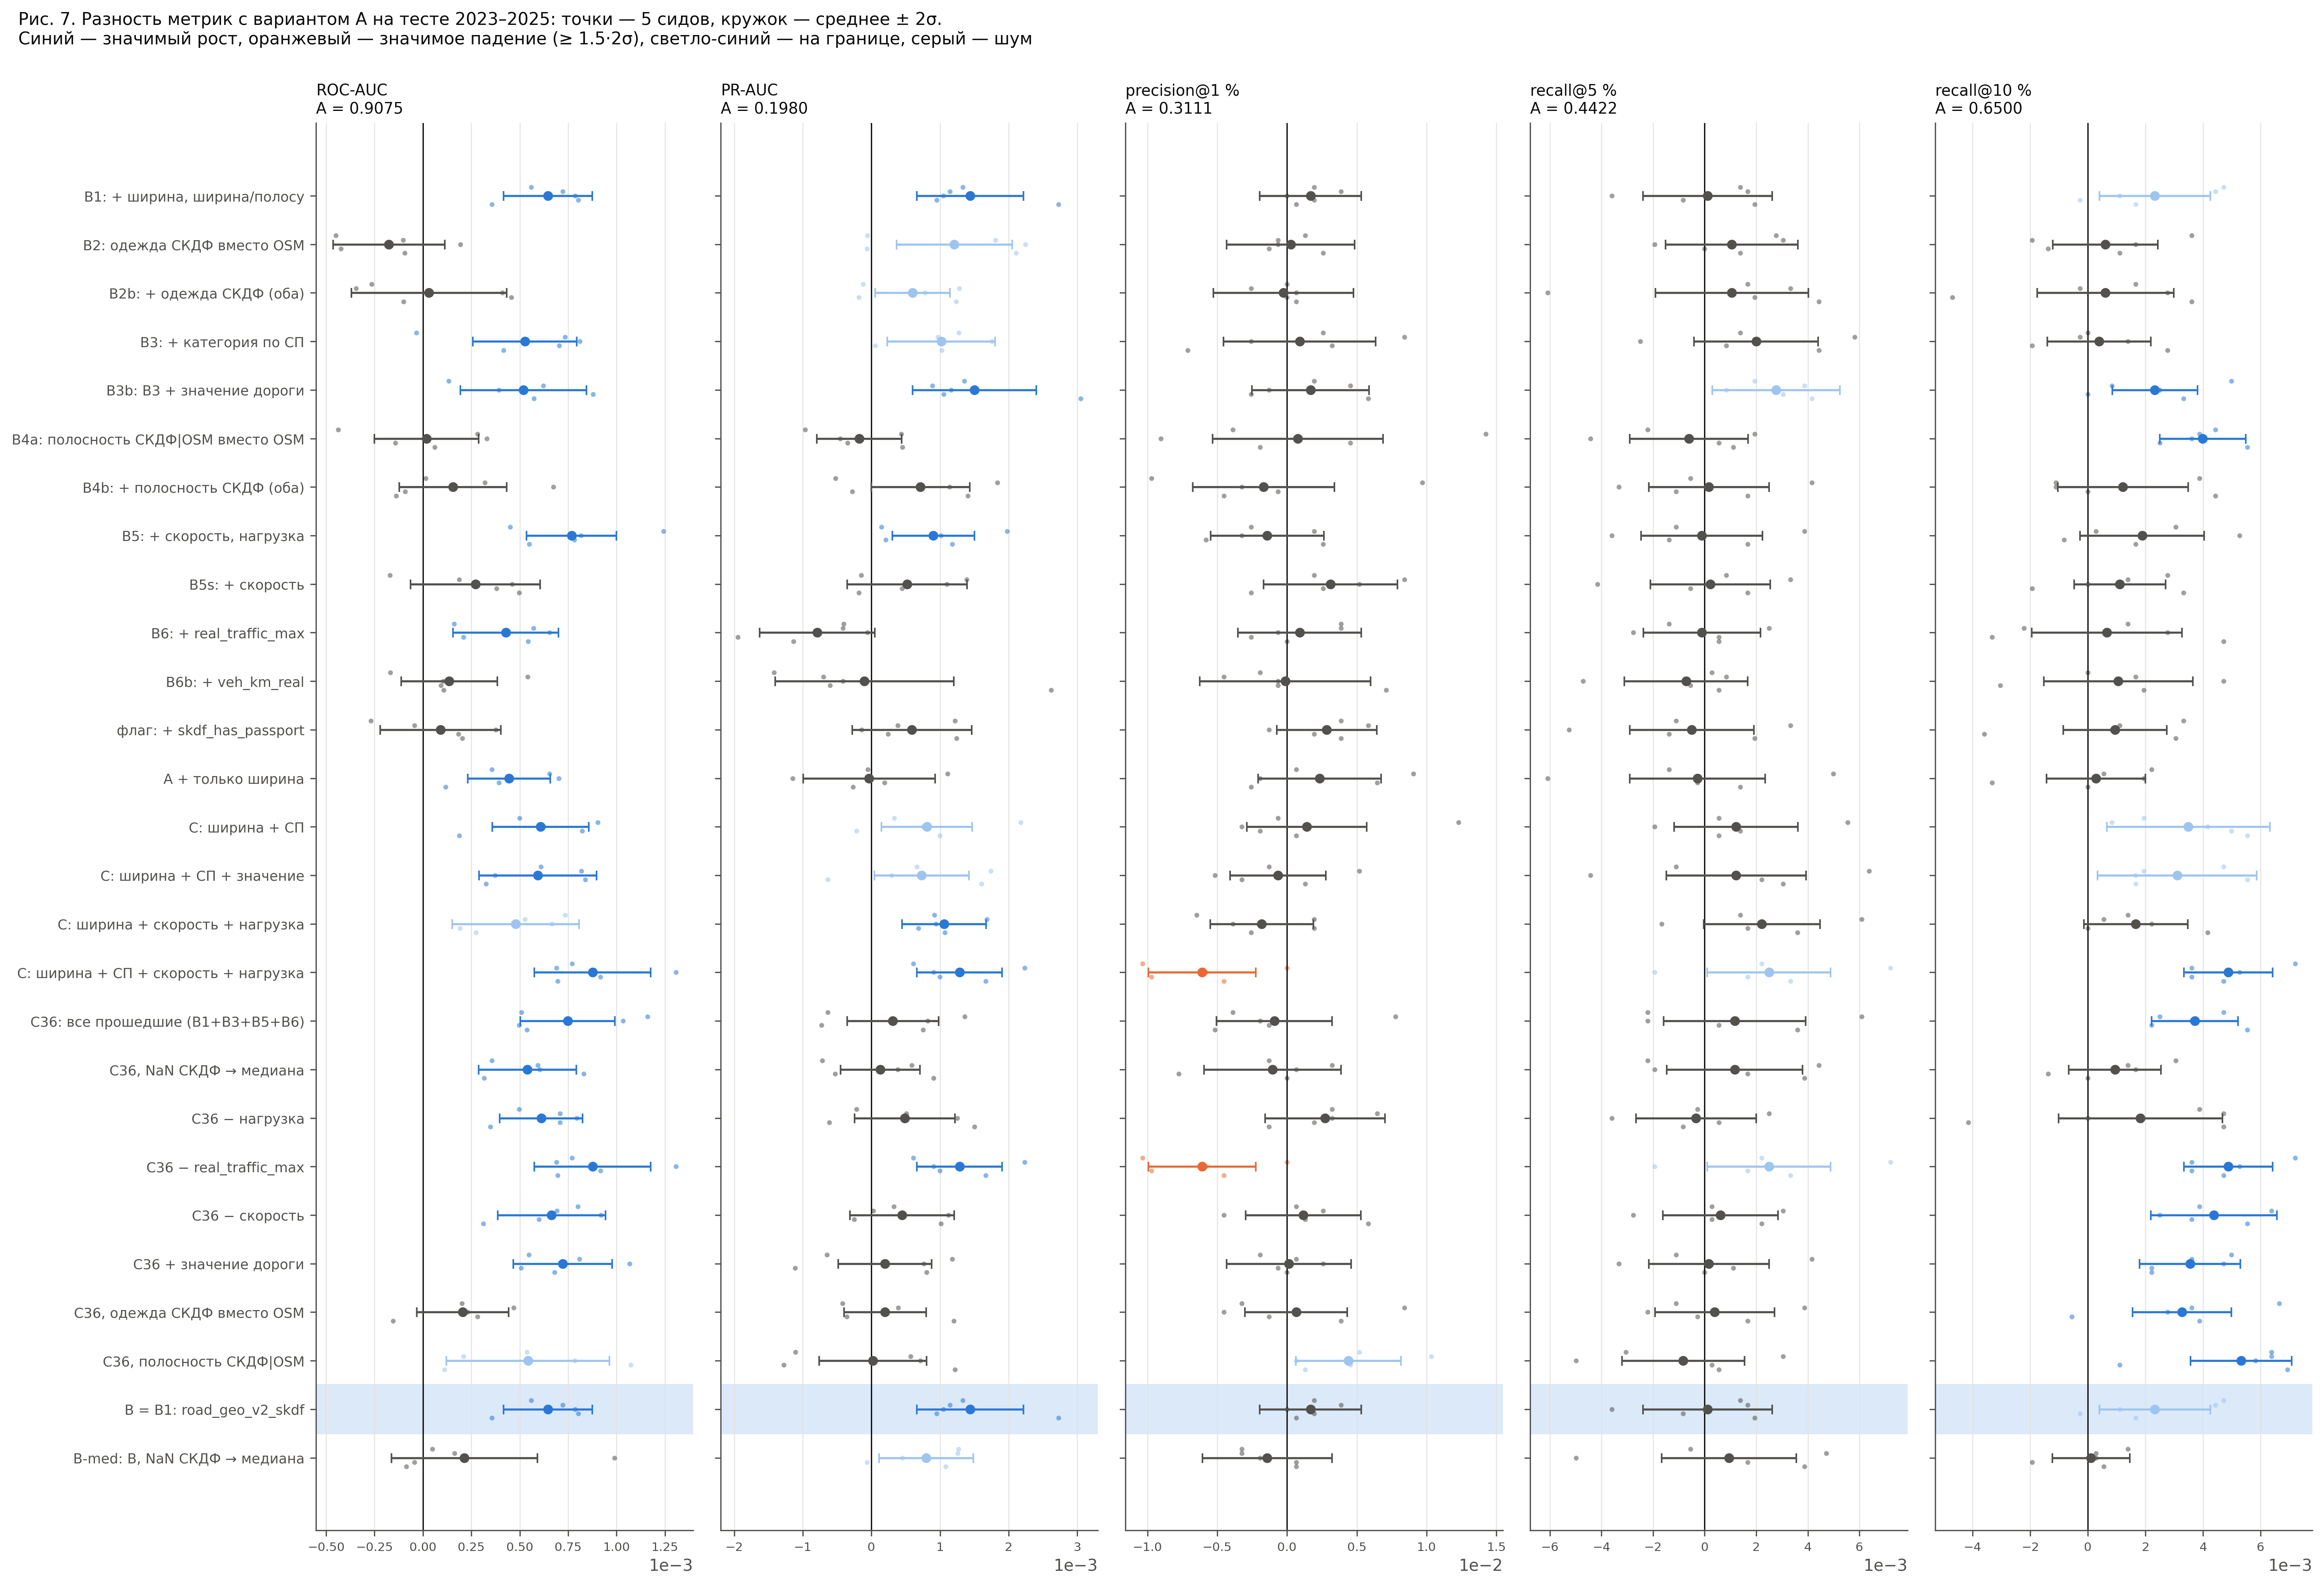 Рис. 7. Разность метрик с вариантом A на тесте 2023–2025: точки — 5 сидов, кружок — среднее ± 2σ.
Синий — значимый рост, оранжевый — значимое падение (≥ 1.5·2σ), светло-синий — на границе, серый — шум
ROC-AUC
A = 0.9075
PR-AUC
A = 0.1980
precision@1 %
A = 0.3111
recall@5 %
A = 0.4422
recall@10 %
A = 0.6500
B1: + ширина, ширина/полосу
B2: одежда СКДФ вместо OSM
B2b: + одежда СКДФ (оба)
B3: + категория по СП
B3b: B3 + значение дороги
B4a: полосность СКДФ|OSM вместо OSM
B4b: + полосность СКДФ (оба)
B5: + скорость, нагрузка
B5s: + скорость
B6: + real_traffic_max
B6b: + veh_km_real
флаг: + skdf_has_passport
A + только ширина
C: ширина + СП
C: ширина + СП + значение
C: ширина + скорость + нагрузка
C: ширина + СП + скорость + нагрузка
C36: все прошедшие (B1+B3+B5+B6)
C36, NaN СКДФ → медиана
C36 − нагрузка
C36 − real_traffic_max
C36 − скорость
C36 + значение дороги
C36, одежда СКДФ вместо OSM
C36, полосность СКДФ|OSM
B = B1: road_geo_v2_skdf
B-med: B, NaN СКДФ → медиана
−0.50 −0.25 0.00 0.25 0.50 0.75 1.00 1.25
1e−3
−2 −1 0 1 2 3
1e−3
−1.0 −0.5 0.0 0.5 1.0 1.5
1e−2
−6 −4 −2 0 2 4 6
1e−3
−4 −2 0 2 4 6
1e−3